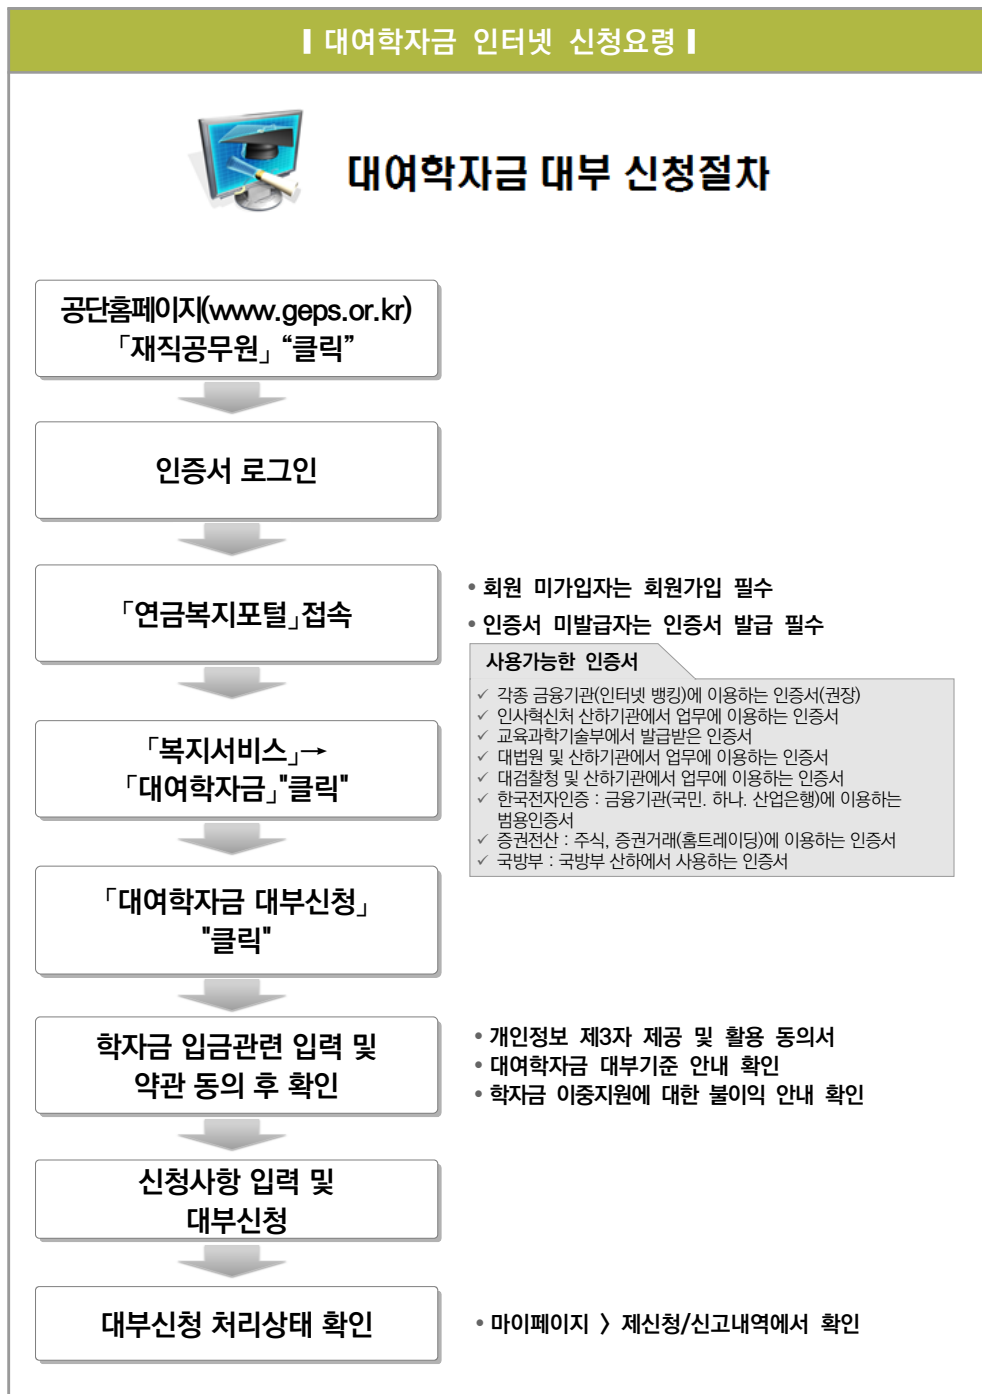 ❙ 대여학자금 인터넷 신청요령 ❙
대여학자금 대부 신청절차
공단홈페이지(www.geps.or.kr)
「재직공무원」 “클릭”
인증서 로그인
「연금복지포털」접속
• 회원 미가입자는 회원가입 필수
• 인증서 미발급자는 인증서 발급 필수
사용가능한 인증서
✓ 각종 금융기관(인터넷 뱅킹)에 이용하는 인증서(권장)
✓ 인사혁신처 산하기관에서 업무에 이용하는 인증서
✓ 교육과학기술부에서 발급받은 인증서
✓ 대법원 및 산하기관에서 업무에 이용하는 인증서
✓ 대검찰청 및 산하기관에서 업무에 이용하는 인증서
✓ 한국전자인증 : 금융기관(국민. 하나. 산업은행)에 이용하는
범용인증서
✓ 증권전산 : 주식, 증권거래(홈트레이딩)에 이용하는 인증서
✓ 국방부 : 국방부 산하에서 사용하는 인증서
「복지서비스」→
「대여학자금」"클릭"
「대여학자금 대부신청」
"클릭"
학자금 입금관련 입력 및
약관 동의 후 확인
• 개인정보 제3자 제공 및 활용 동의서
• 대여학자금 대부기준 안내 확인
• 학자금 이중지원에 대한 불이익 안내 확인
신청사항 입력 및
대부신청
대부신청 처리상태 확인
• 마이페이지 〉 제신청/신고내역에서 확인